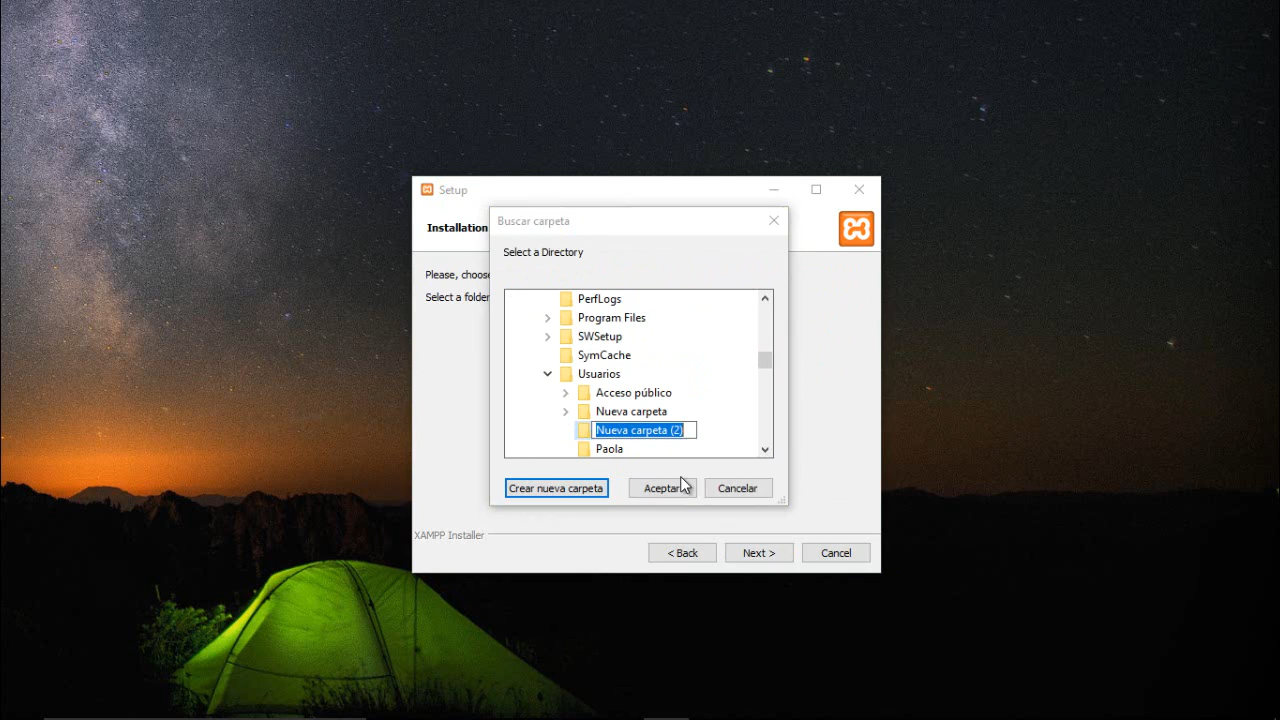 Setup
Buscar carpeta
Installation
Select a Directory
Please, choos
Select a folder
PerfLogs
Program Files
SWSetup
SymCache
Usuarios
Acceso público
Nueva carpeta
Nueva carpeta (2)
Paola
Crear nueva carpeta
Aceptar
Cancelar
XAMPP Installer
< Back
Next >
Cancel